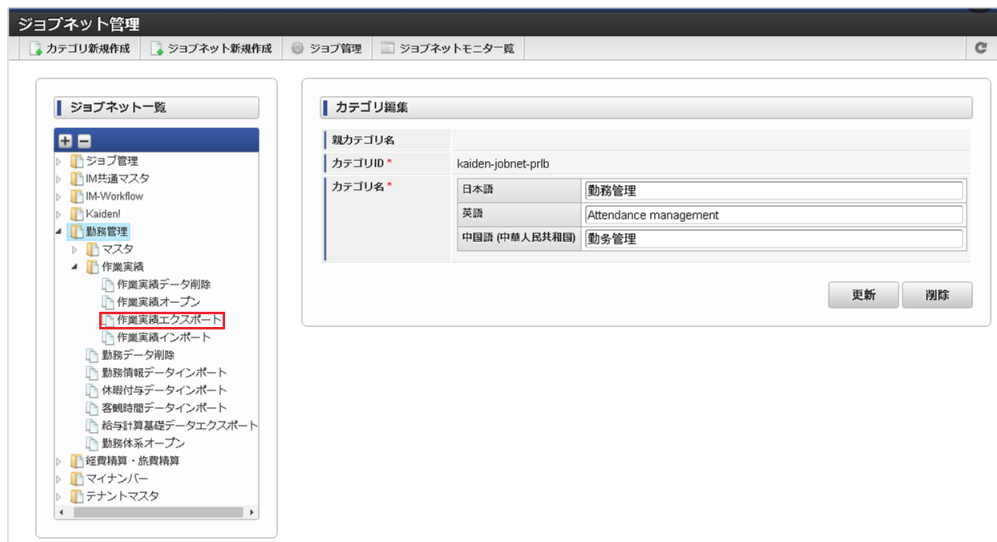 ジョブネット管理
カテゴリ新規作成 ジョブネット新規作成 ジョブ管理 ジョブネットモニタ一覧
ジョブネット一覧
ジョブ管理
IM共通マスタ
IM-Workflow
Kaiden!
勤務管理
マスタ
作業実績
作業実績データ削除
作業実績オープン
作業実績エクスポート
作業実績インポート
勤務データ削除
勤務情報データインポート
休暇付与データインポート
客観時間データインポート
給与計算基礎データエクスポート
勤務体系オープン
経費精算・旅費精算
マイナンバー
テナントマスタ
カテゴリ編集
親カテゴリ名
カテゴリID * kaiden-jobnet-prlb
カテゴリ名 *
日本語 勤務管理
英語 Attendance management
中国語 (中華人民共和国) 勤务管理
更新 削除